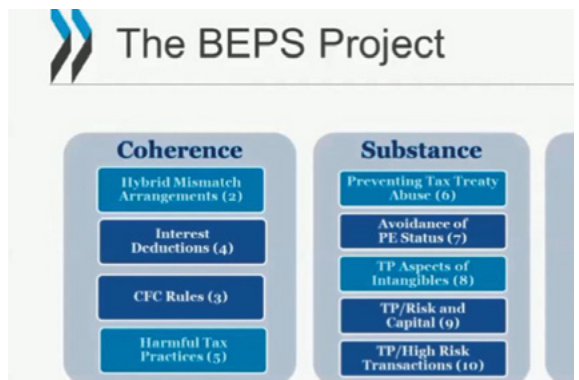 The BEPS Project
Coherence
Hybrid Mismatch
Arrangements (2)
Interest
Deductions (4)
CFC Rules (3)
Harmful Tax
Practices (5)
Substance
Preventing Tax Treaty
Abuse (6)
Avoidance of
PE Status (7)
TP Aspects of
Intangibles (8)
TP/Risk and
Capital (9)
TP/High Risk
Transactions (10)